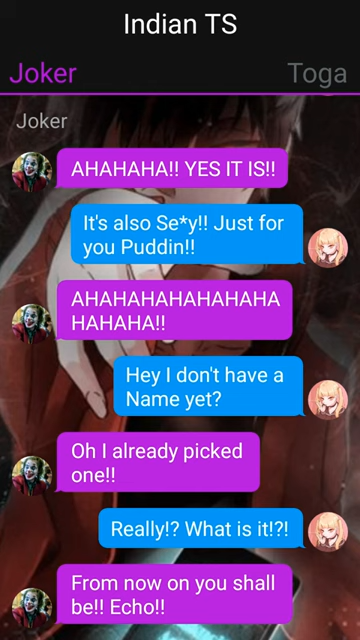 Indian TS
Joker
Toga
Joker
AHAHAHA!! YES IT IS!!
It's also Se*y!! Just for
you Puddin!!
AHAHAHAHAHAHAHA
HAHAHA!!
Hey I don't have a
Name yet?
Oh I already picked
one!!
Really!? What is it!?!
From now on you shall
be!! Echo!!